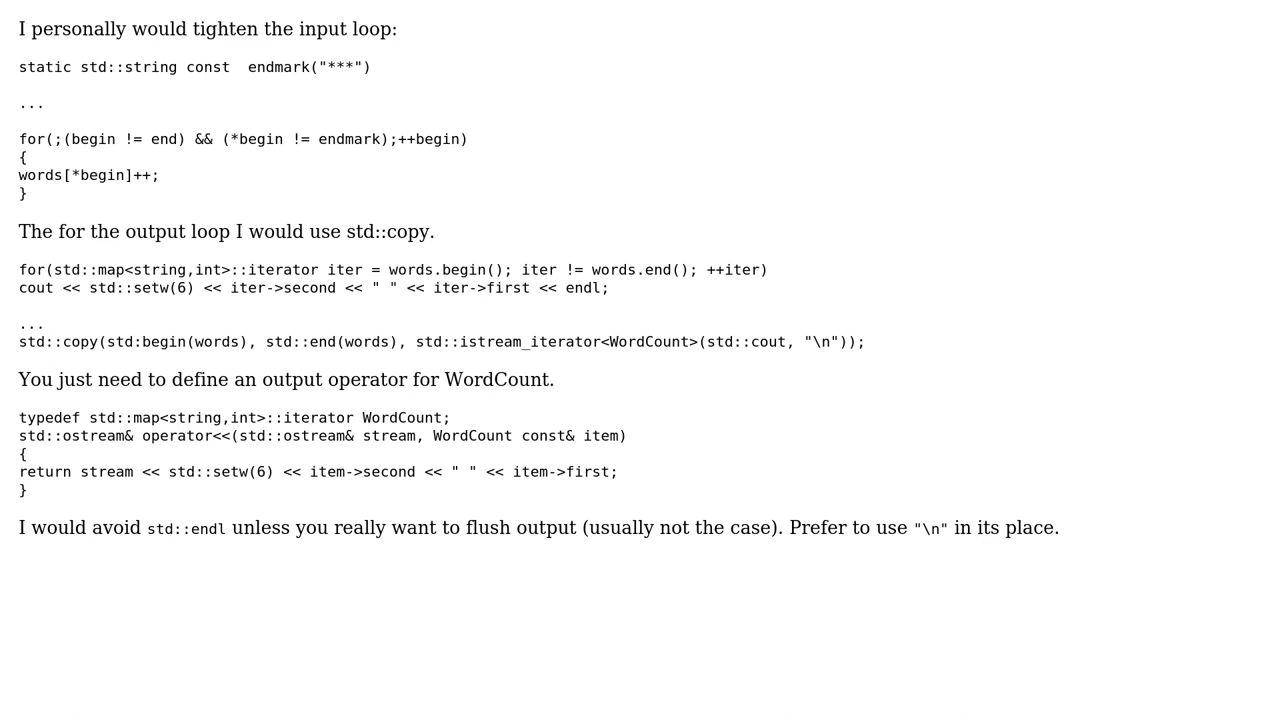 I personally would tighten the input loop:
static std::string const  endmark("***")
...
for(;(begin != end) && (*begin != endmark);++begin)
{
words[*begin]++;
}
The for the output loop I would use std::copy.
for(std::map<string,int>::iterator iter = words.begin(); iter != words.end(); ++iter)
cout << std::setw(6) << iter->second << " " << iter->first << endl;
...
std::copy(std:begin(words), std::end(words), std::istream_iterator<WordCount>(std::cout, "\n"));
You just need to define an output operator for WordCount.
typedef std::map<string,int>::iterator WordCount;
std::ostream& operator<<(std::ostream& stream, WordCount const& item)
{
return stream << std::setw(6) << item->second << " " << item->first;
}
I would avoid std::endl unless you really want to flush output (usually not the case). Prefer to use "\n" in its place.